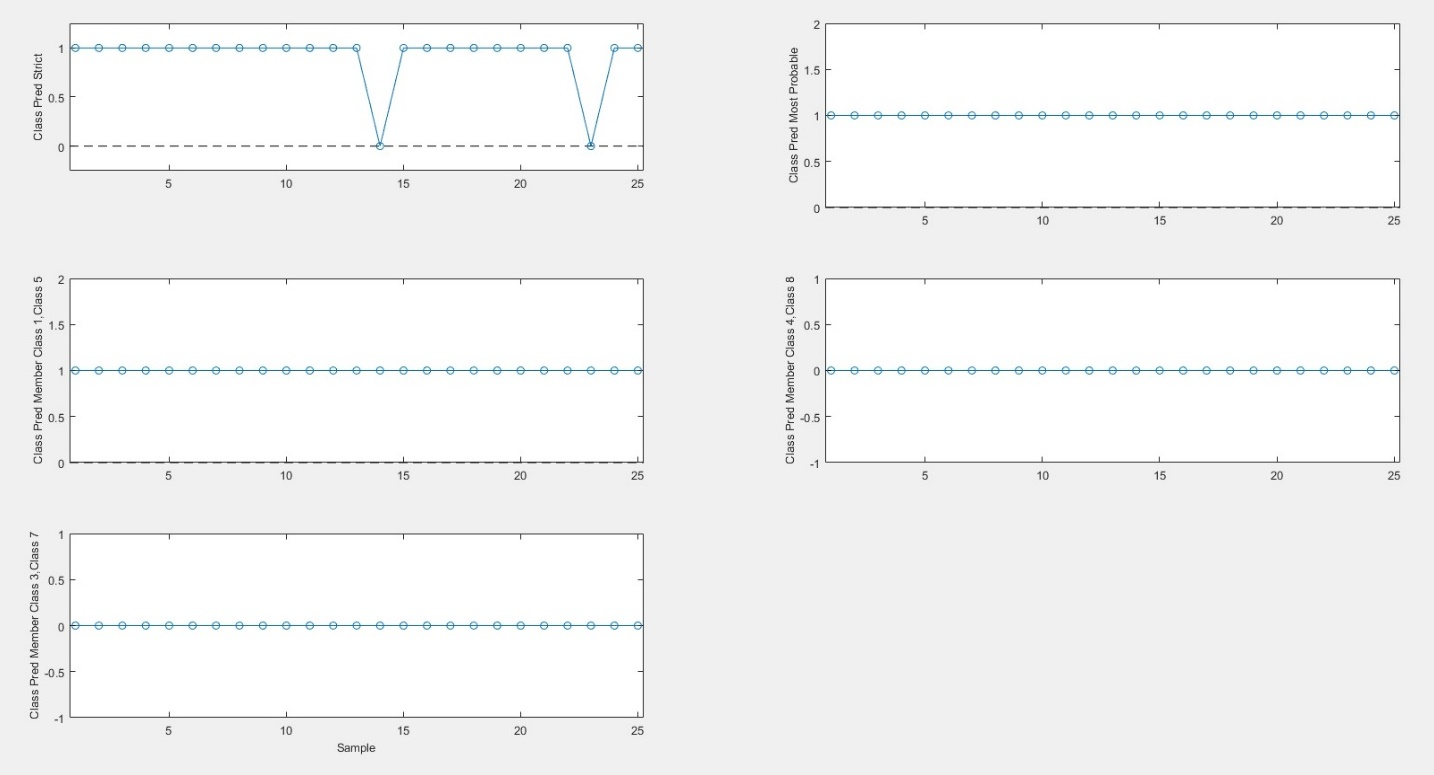 Class Pred Strict
1
0.5
0
5 10 15 20 25
Class Pred Most Probable
2
1.5
1
0.5
0
5 10 15 20 25
Class Pred Member Class 1,Class 5
2
1.5
1
0.5
0
5 10 15 20 25
Class Pred Member Class 4,Class 8
1
0.5
0
-0.5
-1
5 10 15 20 25
Class Pred Member Class 3,Class 7
1
0.5
0
-0.5
-1
5 10 15 20 25
Sample